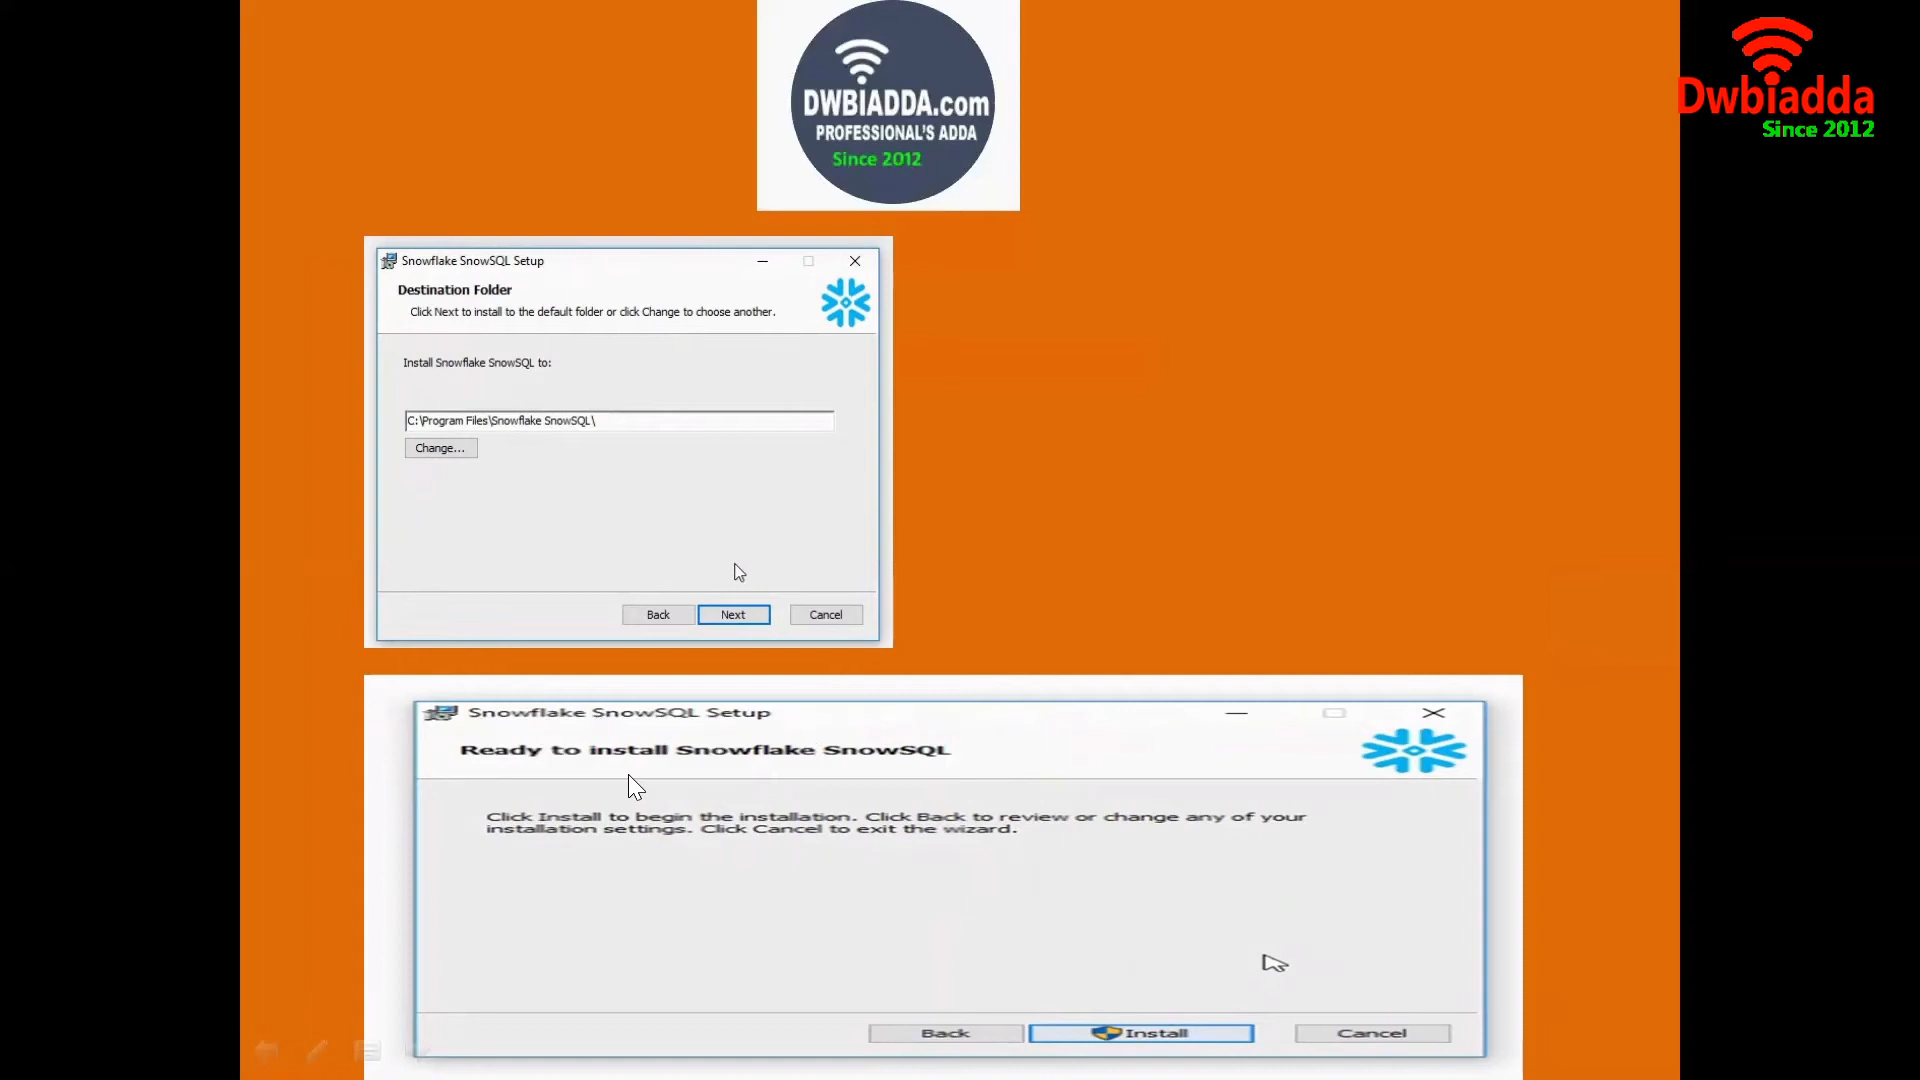 DWBIADDA.com
PROFESSIONAL'S ADDA
Since 2012
Dwbiadda
Since 2012
Snowflake SnowSQL Setup
Destination Folder
Click Next to install to the default folder or click Change to choose another.
Install Snowflake SnowSQL to:
C:\Program Files\Snowflake SnowSQL\
Change...
Back
Next
Cancel
Snowflake SnowSQL Setup
Ready to install Snowflake SnowSQL
Click Install to begin the installation. Click Back to review or change any of your
installation settings. Click Cancel to exit the wizard.
Back
Install
Cancel